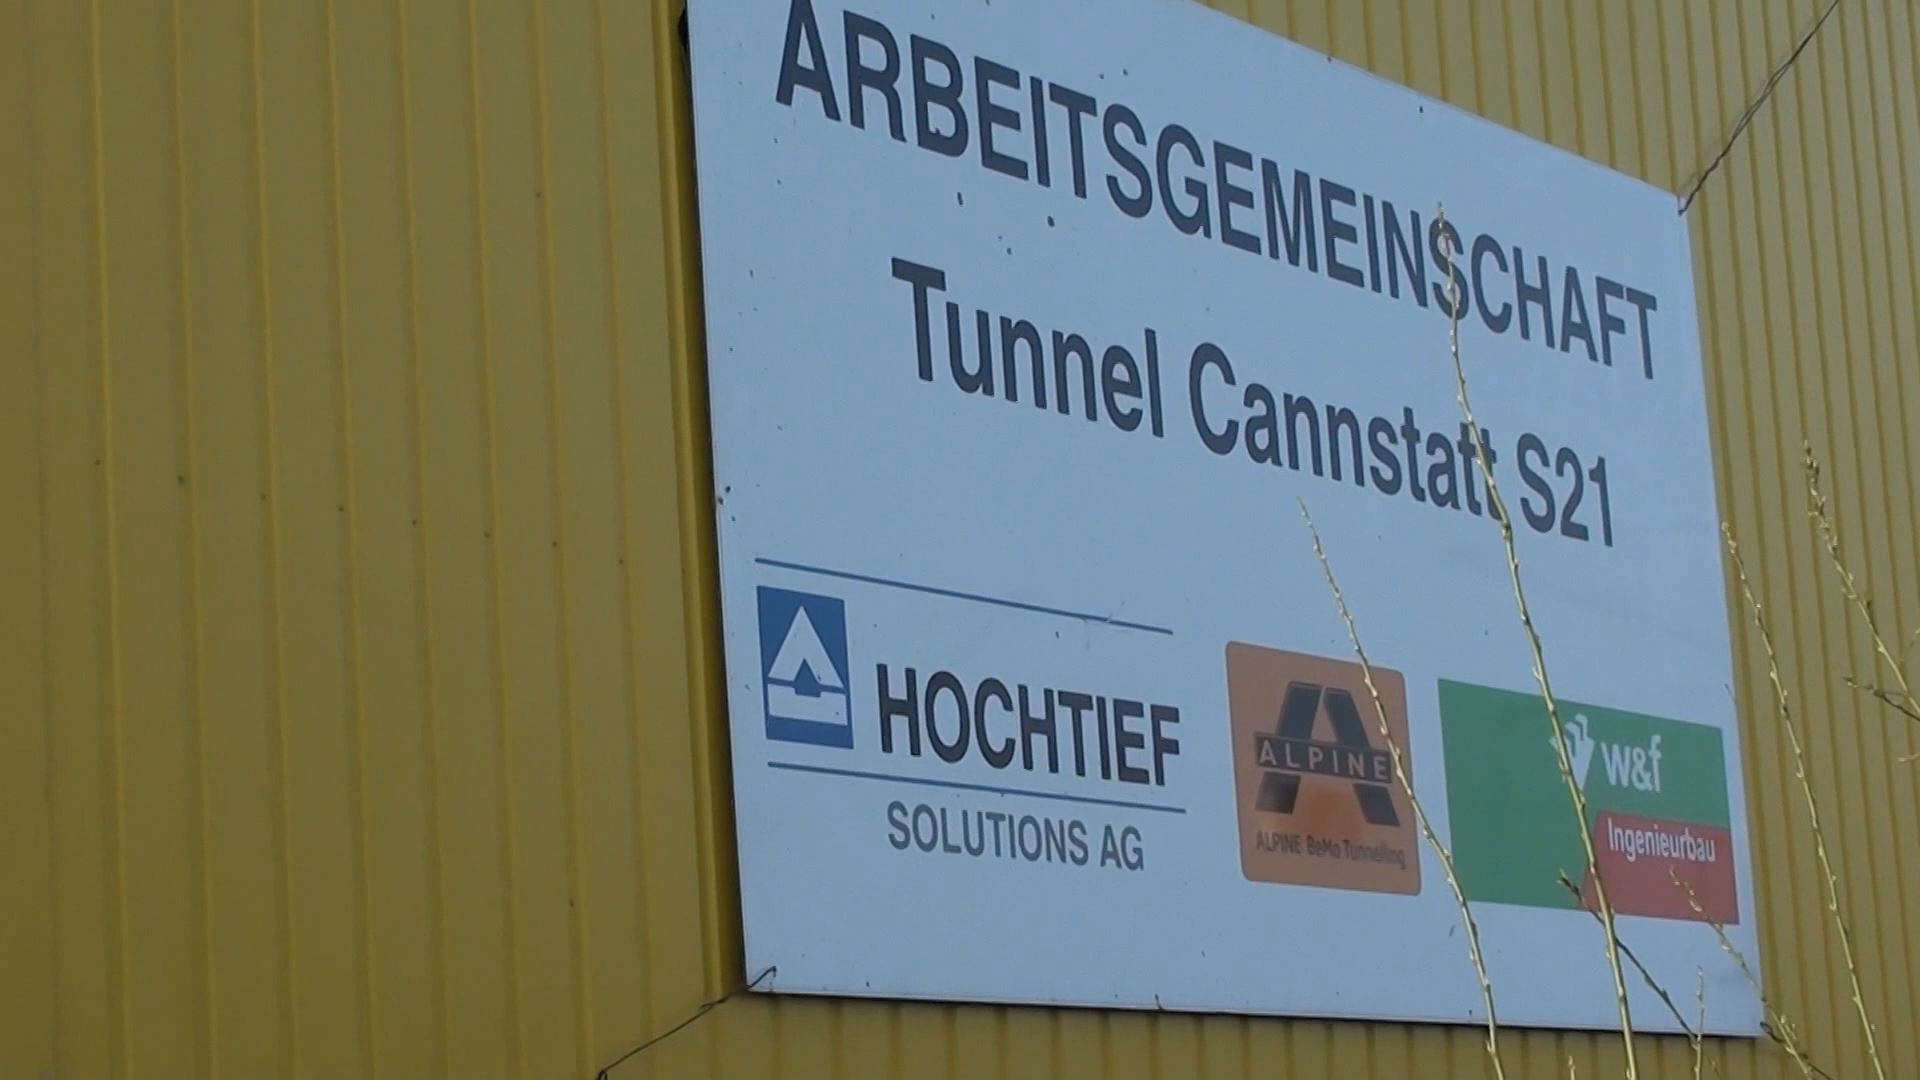 ARBEITSGEMEINSCHAFT
Tunnel Cannstatt S21
HOCHTIEF
SOLUTIONS AG
ALPINE
ALPINE BeMo Tunnelling
w&f
Ingenieurbau